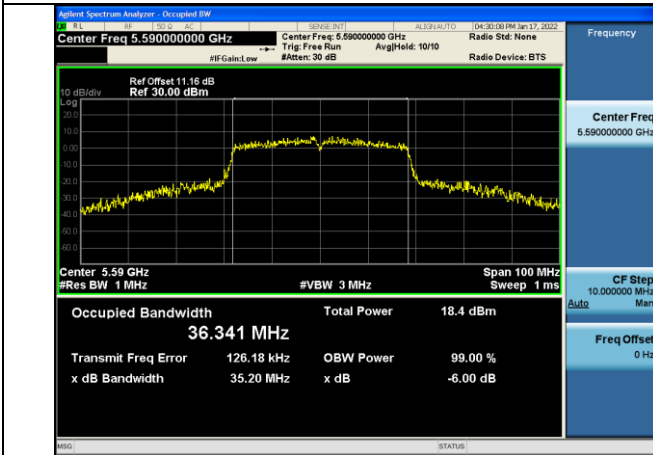 Agilent Spectrum Analyzer - Occupied BW
RL RF 50 Ω AC SENSE:INT ALIGNAUTO 04:30:08 PM Jan 17, 2022
Center Freq 5.590000000 GHz Center Freq: 5.590000000 GHz Radio Std: None Frequency
Trig: Free Run Avg|Hold: 10/10
#IFGain:Low #Atten: 30 dB Radio Device: BTS
Ref Offset 11.16 dB
10 dB/div Ref 30.00 dBm
Log
20.0
10.0
0.00
-10.0
-20.0
-30.0
-40.0
-50.0
-60.0
Center Freq
5.590000000 GHz
Center 5.59 GHz Span 100 MHz
#Res BW 1 MHz #VBW 3 MHz Sweep 1 ms
CF Step
10.000000 MHz
Auto Man
Occupied Bandwidth Total Power 18.4 dBm
36.341 MHz
Transmit Freq Error 126.18 kHz OBW Power 99.00 %
x dB Bandwidth 35.20 MHz x dB -6.00 dB
Freq Offset
0 Hz
MSG STATUS